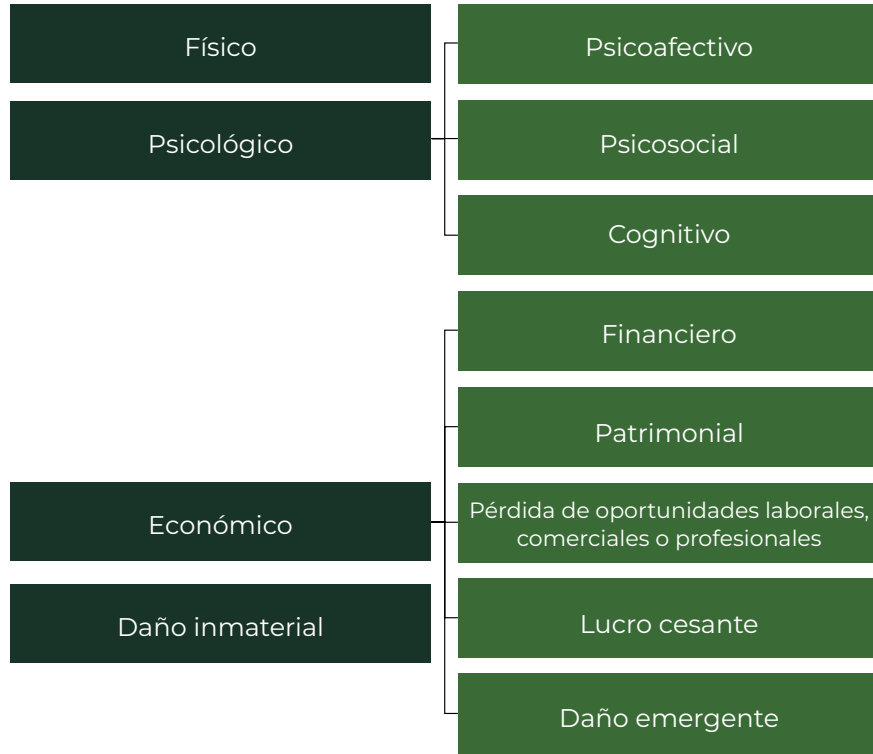 Físico
Psicológico
Psicoafectivo
Psicosocial
Cognitivo
Económico
Financiero
Patrimonial
Pérdida de oportunidades laborales,
comerciales o profesionales
Lucro cesante
Daño emergente
Daño inmaterial